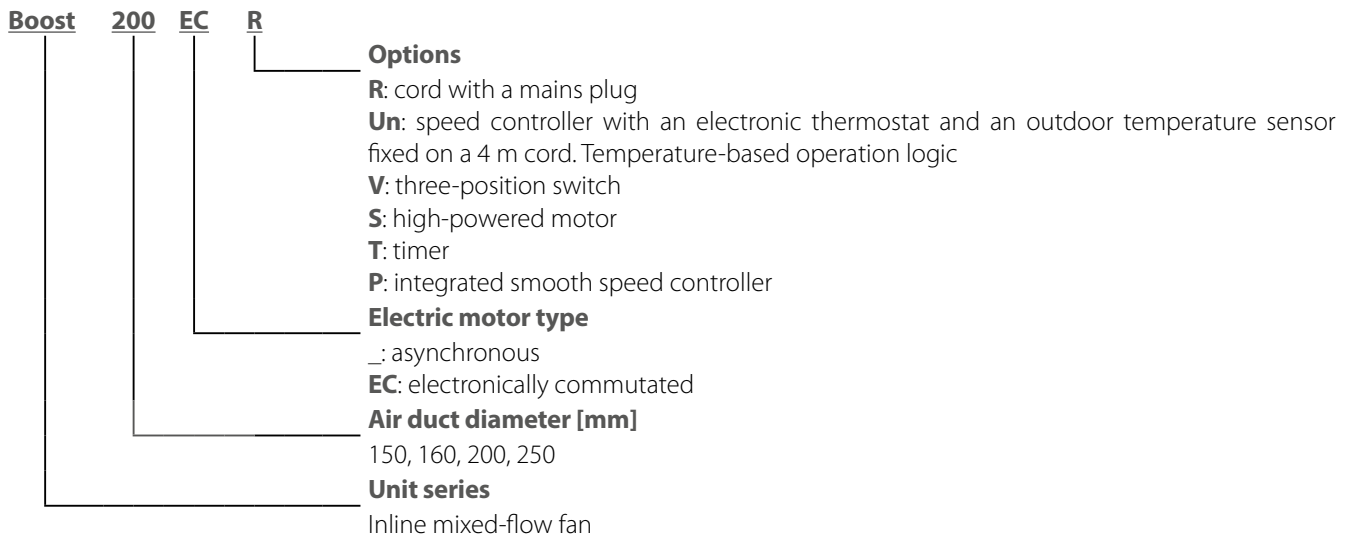 Boost 200 EC R
Options
R: cord with a mains plug
Un: speed controller with an electronic thermostat and an outdoor temperature sensor
fixed on a 4 m cord. Temperature-based operation logic
V: three-position switch
S: high-powered motor
T: timer
P: integrated smooth speed controller
Electric motor type
_: asynchronous
EC: electronically commutated
Air duct diameter [mm]
150, 160, 200, 250
Unit series
Inline mixed-flow fan